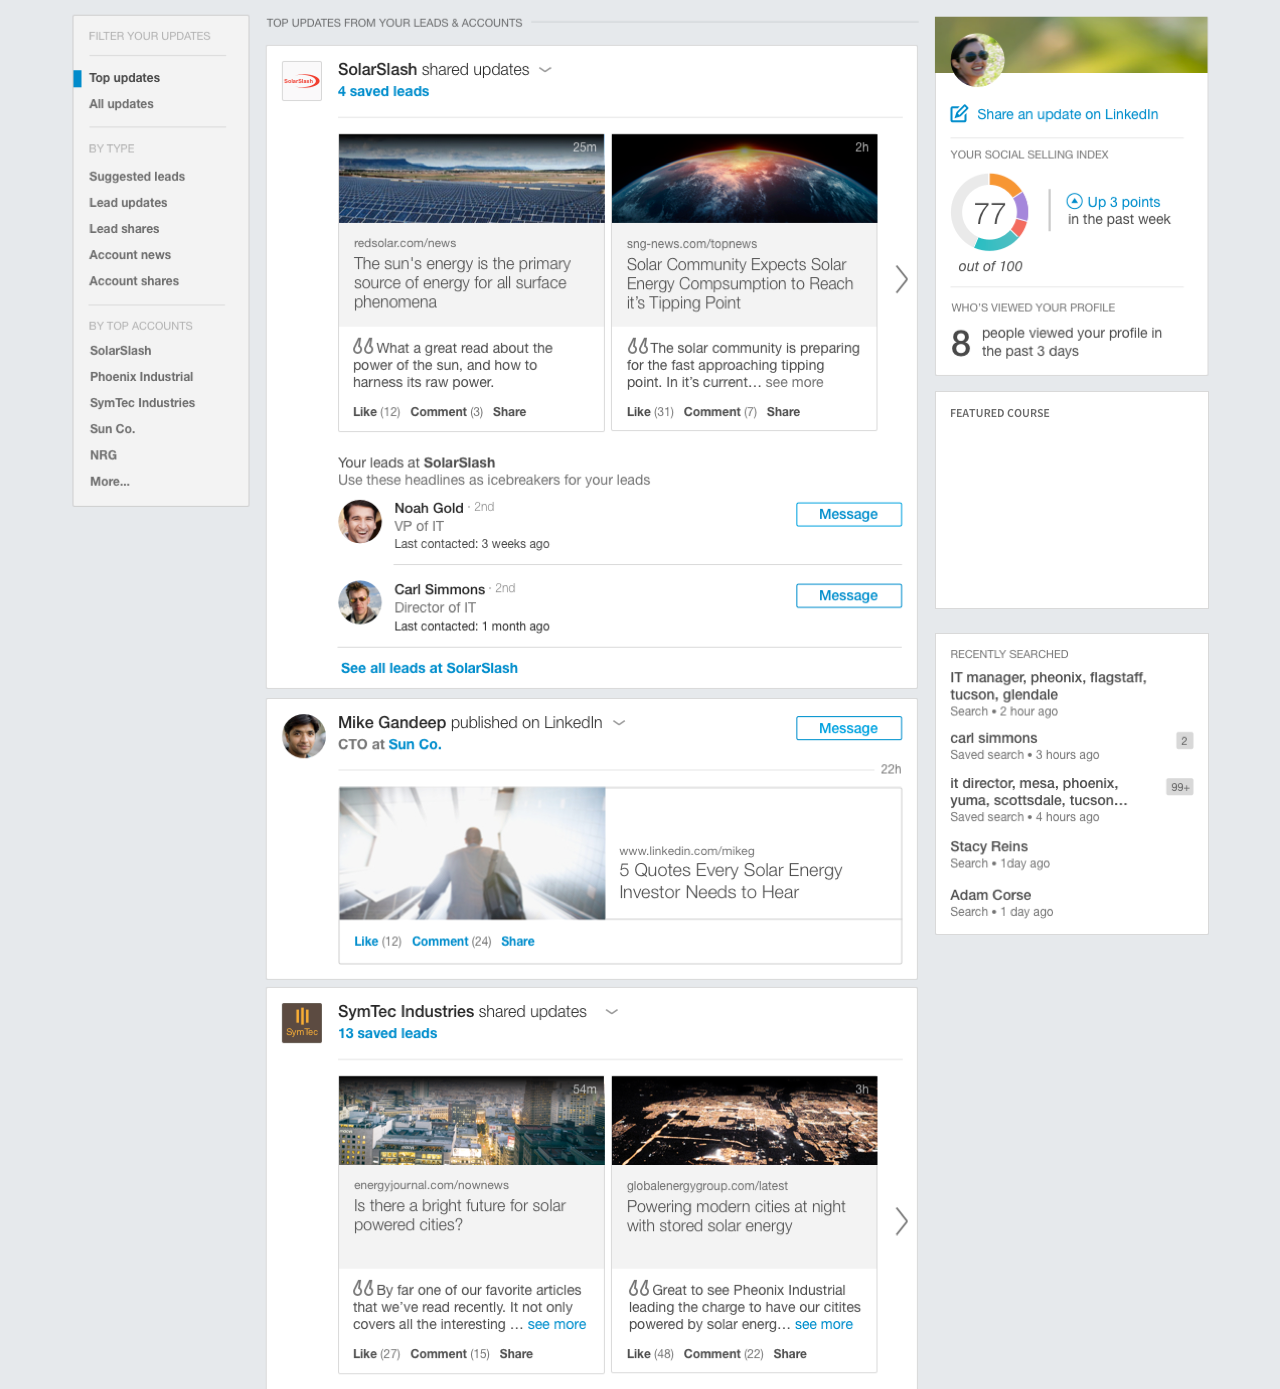 FILTER YOUR UPDATES
Top updates
All updates
BY TYPE
Suggested leads
Lead updates
Lead shares
Account news
Account shares
BY TOP ACCOUNTS
SolarSlash
Phoenix Industrial
SymTec Industries
Sun Co.
NRG
More...
TOP UPDATES FROM YOUR LEADS & ACCOUNTS
SolarSlash
SolarSlash shared updates
4 saved leads
25m
redsolar.com/news
The sun's energy is the primary
source of energy for all surface
phenomena
What a great read about the
power of the sun, and how to
harness its raw power.
Like (12) Comment (3) Share
2h
sng-news.com/topnews
Solar Community Expects Solar
Energy Compsumption to Reach
it's Tipping Point
The solar community is preparing
for the fast approaching tipping
point. In it's current... see more
Like (31) Comment (7) Share
Your leads at SolarSlash
Use these headlines as icebreakers for your leads
Noah Gold · 2nd
VP of IT
Last contacted: 3 weeks ago
Message
Carl Simmons · 2nd
Director of IT
Last contacted: 1 month ago
Message
See all leads at SolarSlash
Mike Gandeep published on LinkedIn
CTO at Sun Co.
Message
22h
www.linkedin.com/mikeg
5 Quotes Every Solar Energy
Investor Needs to Hear
Like (12) Comment (24) Share
SymTec
SymTec Industries shared updates
13 saved leads
54m
energyjournal.com/nownews
Is there a bright future for solar
powered cities?
By far one of our favorite articles
that we've read recently. It not only
covers all the interesting ... see more
Like (27) Comment (15) Share
3h
globalenergygroup.com/latest
Powering modern cities at night
with stored solar energy
Great to see Pheonix Industrial
leading the charge to have our citites
powered by solar energ... see more
Like (48) Comment (22) Share
Share an update on LinkedIn
YOUR SOCIAL SELLING INDEX
77
out of 100
Up 3 points
in the past week
WHO'S VIEWED YOUR PROFILE
8 people viewed your profile in
the past 3 days
FEATURED COURSE
RECENTLY SEARCHED
IT manager, pheonix, flagstaff,
tucson, glendale
Search • 2 hour ago
carl simmons
2
Saved search • 3 hours ago
it director, mesa, phoenix,
yuma, scottsdale, tucson...
99+
Saved search • 4 hours ago
Stacy Reins
Search • 1day ago
Adam Corse
Search • 1 day ago